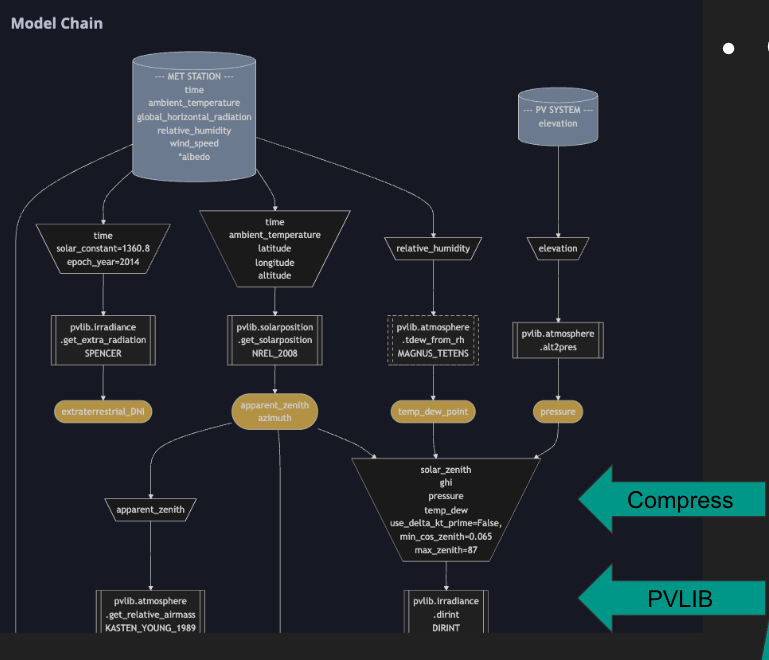 Model Chain
--- MET STATION ---
time
ambient_temperature
global_horizontal_radiation
relative_humidity
wind_speed
*albedo
--- PV SYSTEM ---
elevation
time
solar_constant=1360.8
epoch_year=2014
time
ambient_temperature
latitude
longitude
altitude
relative_humidity
elevation
pvlib.irradiance
.get_extra_radiation
SPENCER
pvlib.solarposition
.get_solarposition
NREL_2008
pvlib.atmosphere
.tdew_from_rh
MAGNUS_TETENS
pvlib.atmosphere
.alt2pres
extraterrestrial_DNI
apparent_zenith
azimuth
temp_dew_point
pressure
apparent_zenith
solar_zenith
ghi
pressure
temp_dew
use_delta_kt_prime=False,
min_cos_zenith=0.065
max_zenith=87
Compress
pvlib.atmosphere
.get_relative_airmass
KASTEN_YOUNG_1989
pvlib.irradiance
.dirint
DIRINT
PVLIB